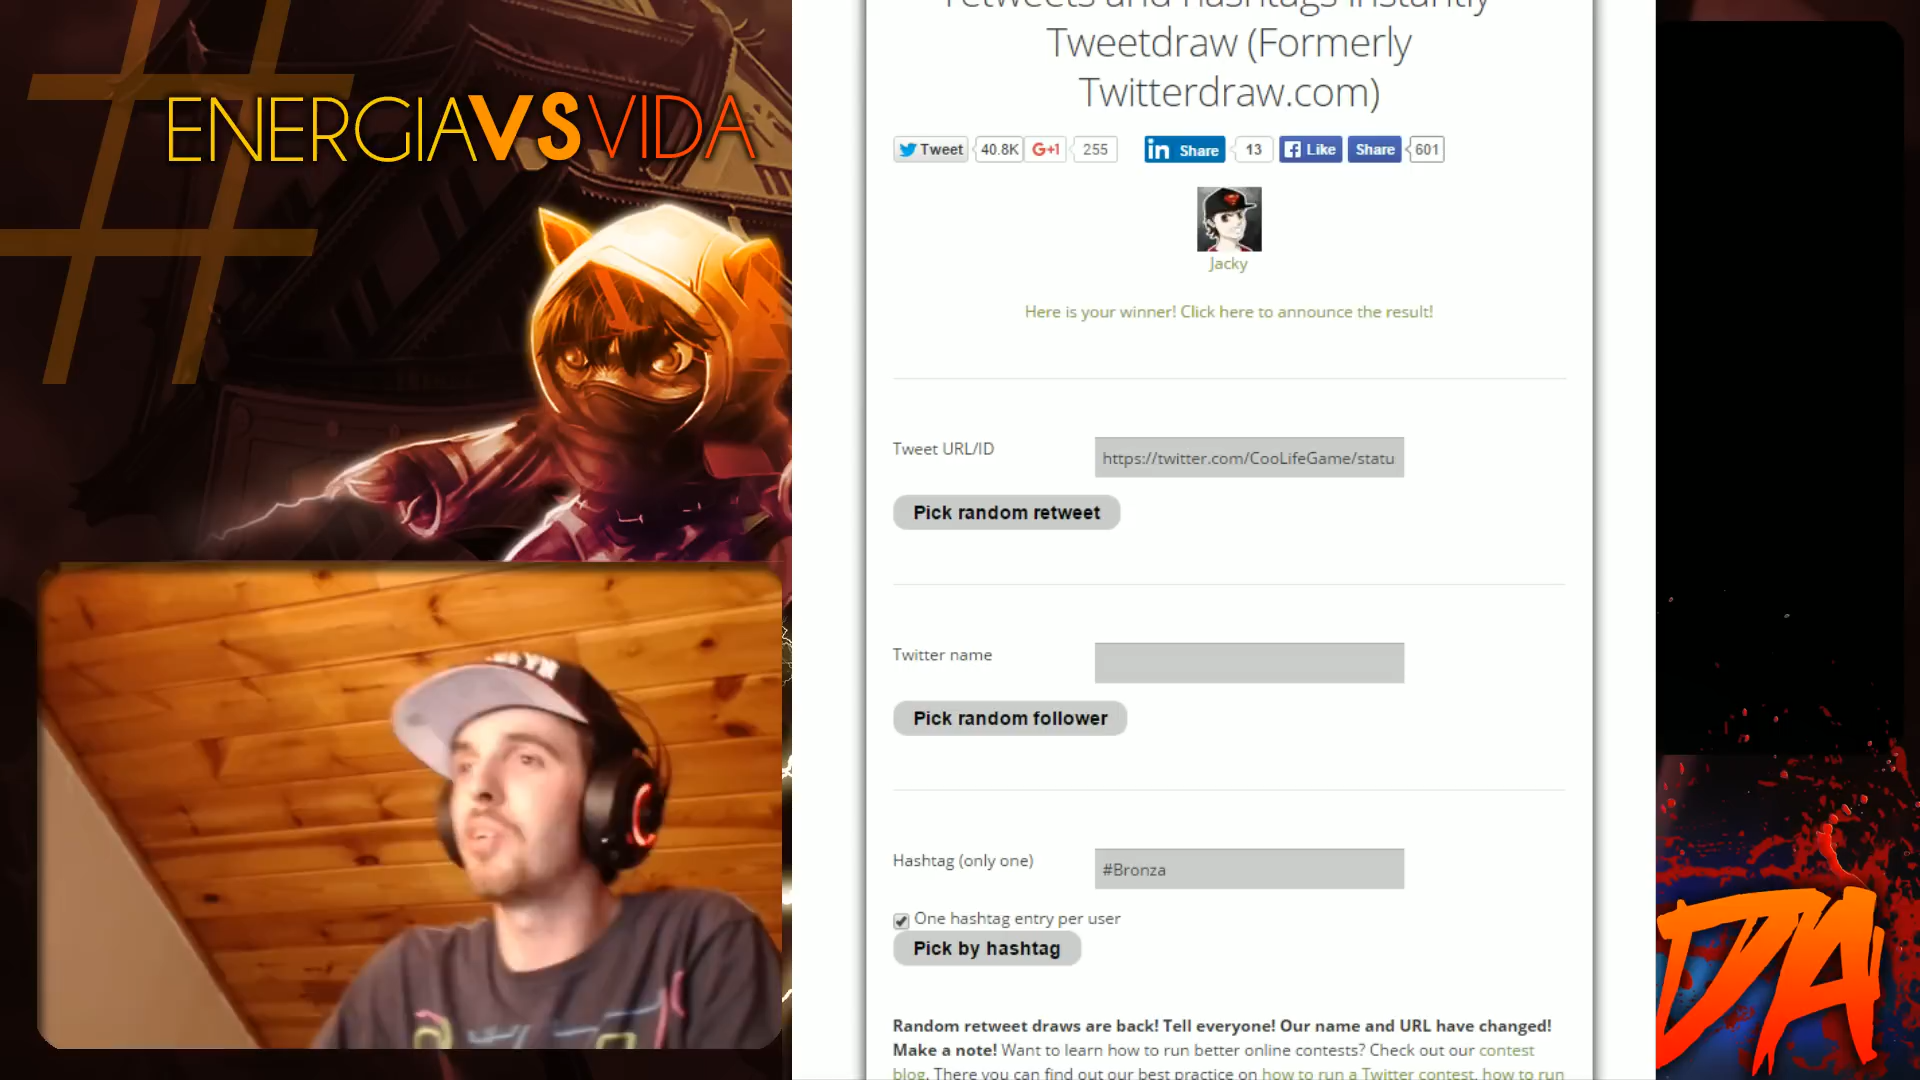 ENERGIAVSVIDA
retweets and hashtags instantly
Tweetdraw (Formerly
Twitterdraw.com)
Tweet 40.8K G+1 255 in Share 13 Like Share 601
Jacky
Here is your winner! Click here to announce the result!
Tweet URL/ID
https://twitter.com/CooLifeGame/statu
Pick random retweet
Twitter name
Pick random follower
Hashtag (only one)
#Bronza
One hashtag entry per user
Pick by hashtag
Random retweet draws are back! Tell everyone! Our name and URL have changed!
Make a note! Want to learn how to run better online contests? Check out our contest
blog. There you can find out our best practice on how to run a Twitter contest, how to run
DA